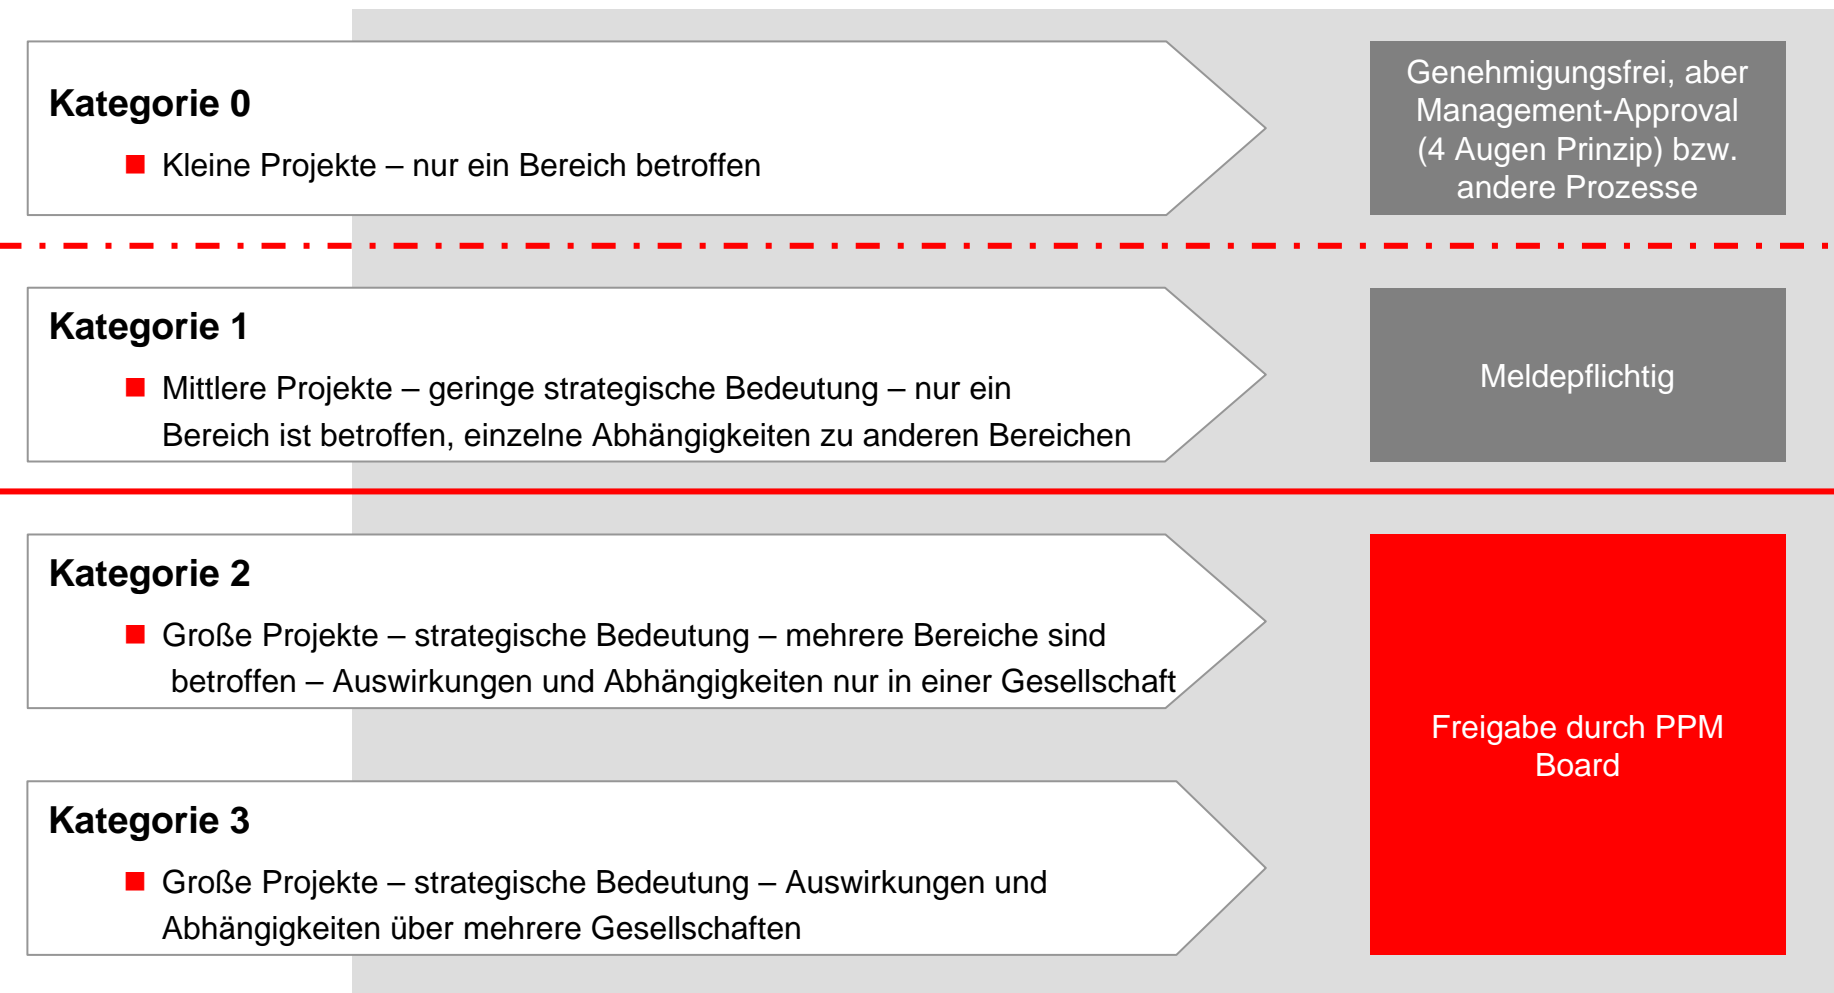 Kategorie 0
Kleine Projekte – nur ein Bereich betroffen
Genehmigungsfrei, aber
Management-Approval
(4 Augen Prinzip) bzw.
andere Prozesse
Kategorie 1
Mittlere Projekte – geringe strategische Bedeutung – nur ein
Bereich ist betroffen, einzelne Abhängigkeiten zu anderen Bereichen
Meldepflichtig
Kategorie 2
Große Projekte – strategische Bedeutung – mehrere Bereiche sind
betroffen – Auswirkungen und Abhängigkeiten nur in einer Gesellschaft
Kategorie 3
Große Projekte – strategische Bedeutung – Auswirkungen und
Abhängigkeiten über mehrere Gesellschaften
Freigabe durch PPM
Board